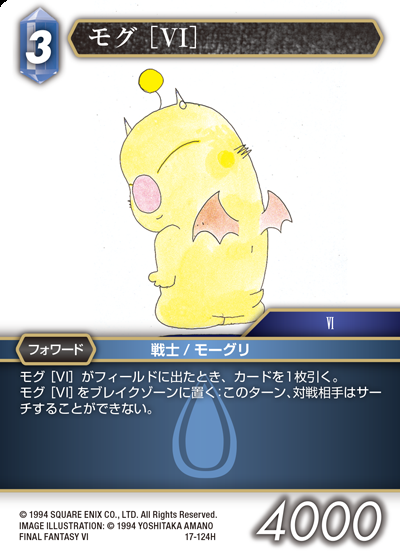 3
モグ［VI］
VI
フォワード
戦士 / モーグリ
モグ［VI］がフィールドに出たとき、カードを1枚引く。
モグ［VI］をブレイクゾーンに置く：このターン、対戦相手はサー
チすることができない。
© 1994 SQUARE ENIX CO., LTD. All Rights Reserved.
IMAGE ILLUSTRATION: © 1994 YOSHITAKA AMANO
FINAL FANTASY VI 17-124H
4000